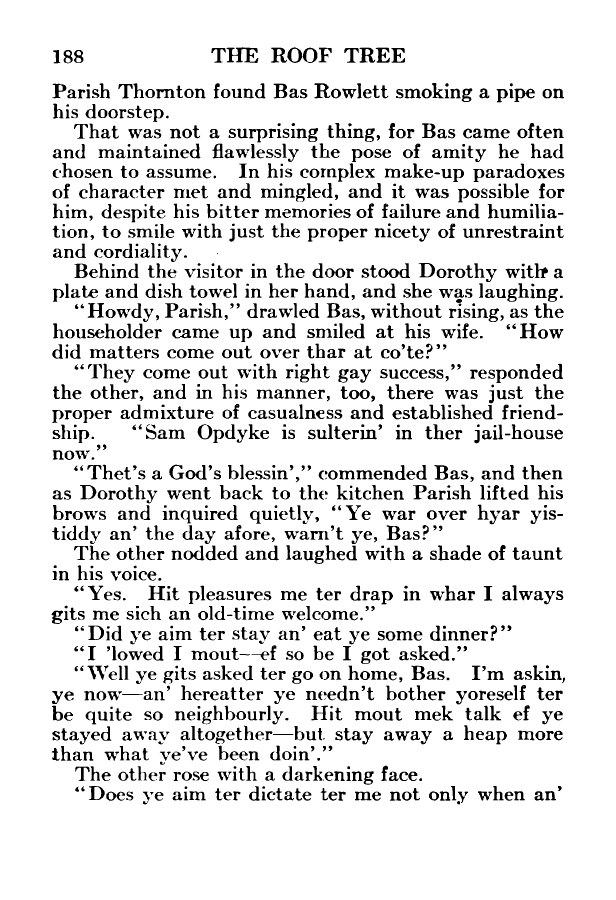 188 THE ROOF TREE
Parish Thornton found Bas Rowlett smoking a pipe on
his doorstep.
That was not a surprising thing, for Bas came often
and maintained flawlessly the pose of amity he had
chosen to assume. In his complex make-up paradoxes
of character met and mingled, and it was possible for
him, despite his bitter memories of failure and humilia-
tion, to smile with just the proper nicety of unrestraint
and cordiality.
Behind the visitor in the door stood Dorothy with a
plate and dish towel in her hand, and she was laughing.
"Howdy, Parish," drawled Bas, without rising, as the
householder came up and smiled at his wife. "How
did matters come out over thar at co'te?"
"They come out with right gay success," responded
the other, and in his manner, too, there was just the
proper admixture of casualness and established friend-
ship. "Sam Opdyke is sulterin' in ther jail-house
now."
"Thet's a God's blessin'," commended Bas, and then
as Dorothy went back to the kitchen Parish lifted his
brows and inquired quietly, "Ye war over hyar yis-
tiddy an' the day afore, warn't ye, Bas?"
The other nodded and laughed with a shade of taunt
in his voice.
"Yes. Hit pleasures me ter drap in whar I always
gits me sich an old-time welcome."
"Did ye aim ter stay an' eat ye some dinner?"
"I 'lowed I mout—ef so be I got asked."
"Well ye gits asked ter go on home, Bas. I'm askin,
ye now—an' hereatter ye needn't bother yoreself ter
be quite so neighbourly. Hit mout mek talk ef ye
stayed away altogether—but stay away a heap more
than what ye've been doin'."
The other rose with a darkening face.
"Does ye aim ter dictate ter me not only when an'